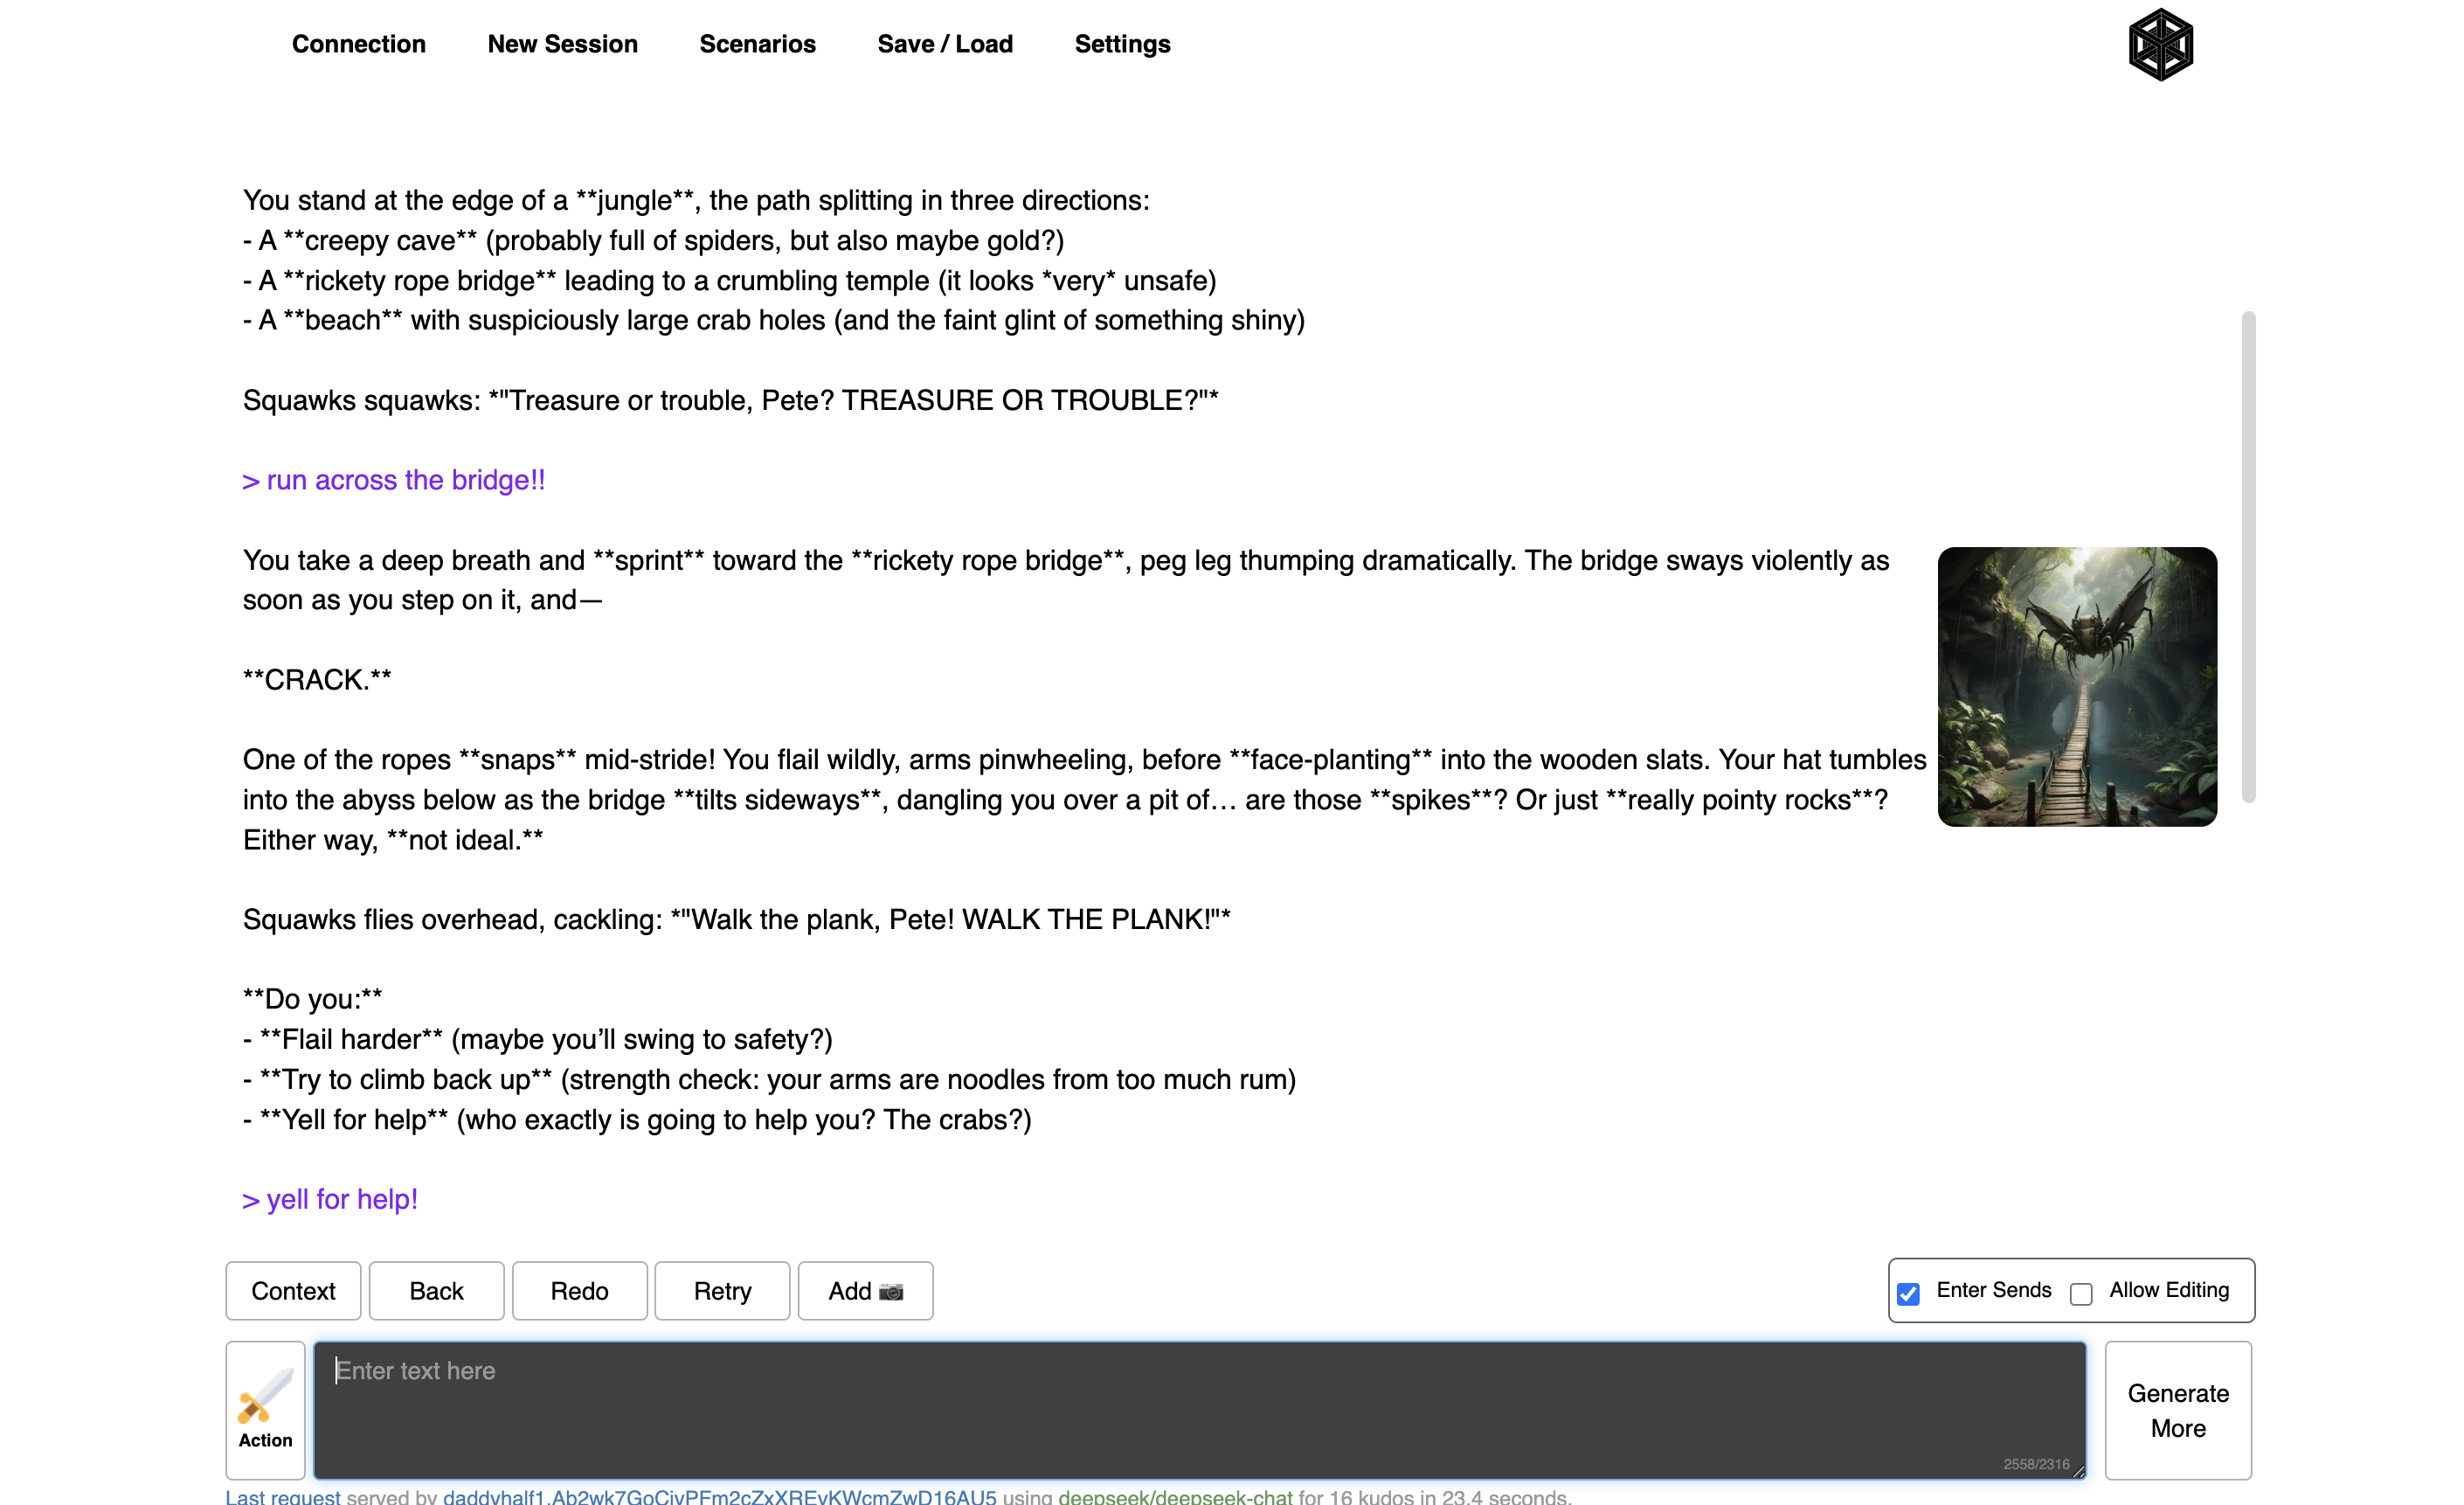 Connection New Session Scenarios Save / Load Settings
You stand at the edge of a **jungle**, the path splitting in three directions:
- A **creepy cave** (probably full of spiders, but also maybe gold?)
- A **rickety rope bridge** leading to a crumbling temple (it looks *very* unsafe)
- A **beach** with suspiciously large crab holes (and the faint glint of something shiny)
Squawks squawks: *"Treasure or trouble, Pete? TREASURE OR TROUBLE?"*
> run across the bridge!!
You take a deep breath and **sprint** toward the **rickety rope bridge**, peg leg thumping dramatically. The bridge sways violently as
soon as you step on it, and—
**CRACK.**
One of the ropes **snaps** mid-stride! You flail wildly, arms pinwheeling, before **face-planting** into the wooden slats. Your hat tumbles
into the abyss below as the bridge **tilts sideways**, dangling you over a pit of… are those **spikes**? Or just **really pointy rocks**?
Either way, **not ideal.**
Squawks flies overhead, cackling: *"Walk the plank, Pete! WALK THE PLANK!"*
**Do you:**
- **Flail harder** (maybe you’ll swing to safety?)
- **Try to climb back up** (strength check: your arms are noodles from too much rum)
- **Yell for help** (who exactly is going to help you? The crabs?)
> yell for help!
Context Back Redo Retry Add 📷 Enter Sends Allow Editing
Enter text here
Action
Generate
More
2558/2316
Last request served by daddyhalf1.Ab2wk7GoCjyPFm2cZxXREvKWcmZwD16AU5 using deepseek/deepseek-chat for 16 kudos in 23.4 seconds.